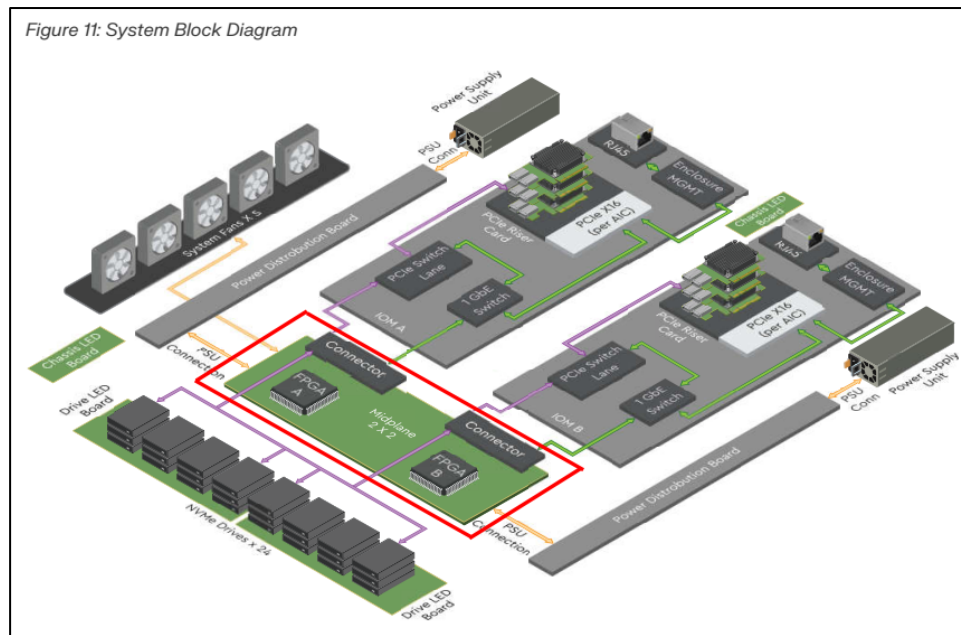 Figure 11: System Block Diagram
Power Supply
Unit
PSU
Conn
RJ45
Enclosure
MGMT
PCIe X16
(per AIC)
PCIe Riser
Card
Chassis LED
Board
System Fans X 5
Power Distrobution Board
PCIe Switch
Lane
1 GbE
Switch
IOM A
RJ45
Enclosure
MGMT
PCIe X16
(per AIC)
PCIe Riser
Card
Chassis LED
Board
PSU
Connection
Connector
FPGA
A
Midplane
2 X 2
PCIe Switch
Lane
1 GbE
Switch
IOM B
PSU
Conn
Power Supply
Unit
Drive LED
Board
Connector
FPGA
B
Power Distrobution Board
NVMe Drives x 24
PSU
Connection
Drive LED
Board